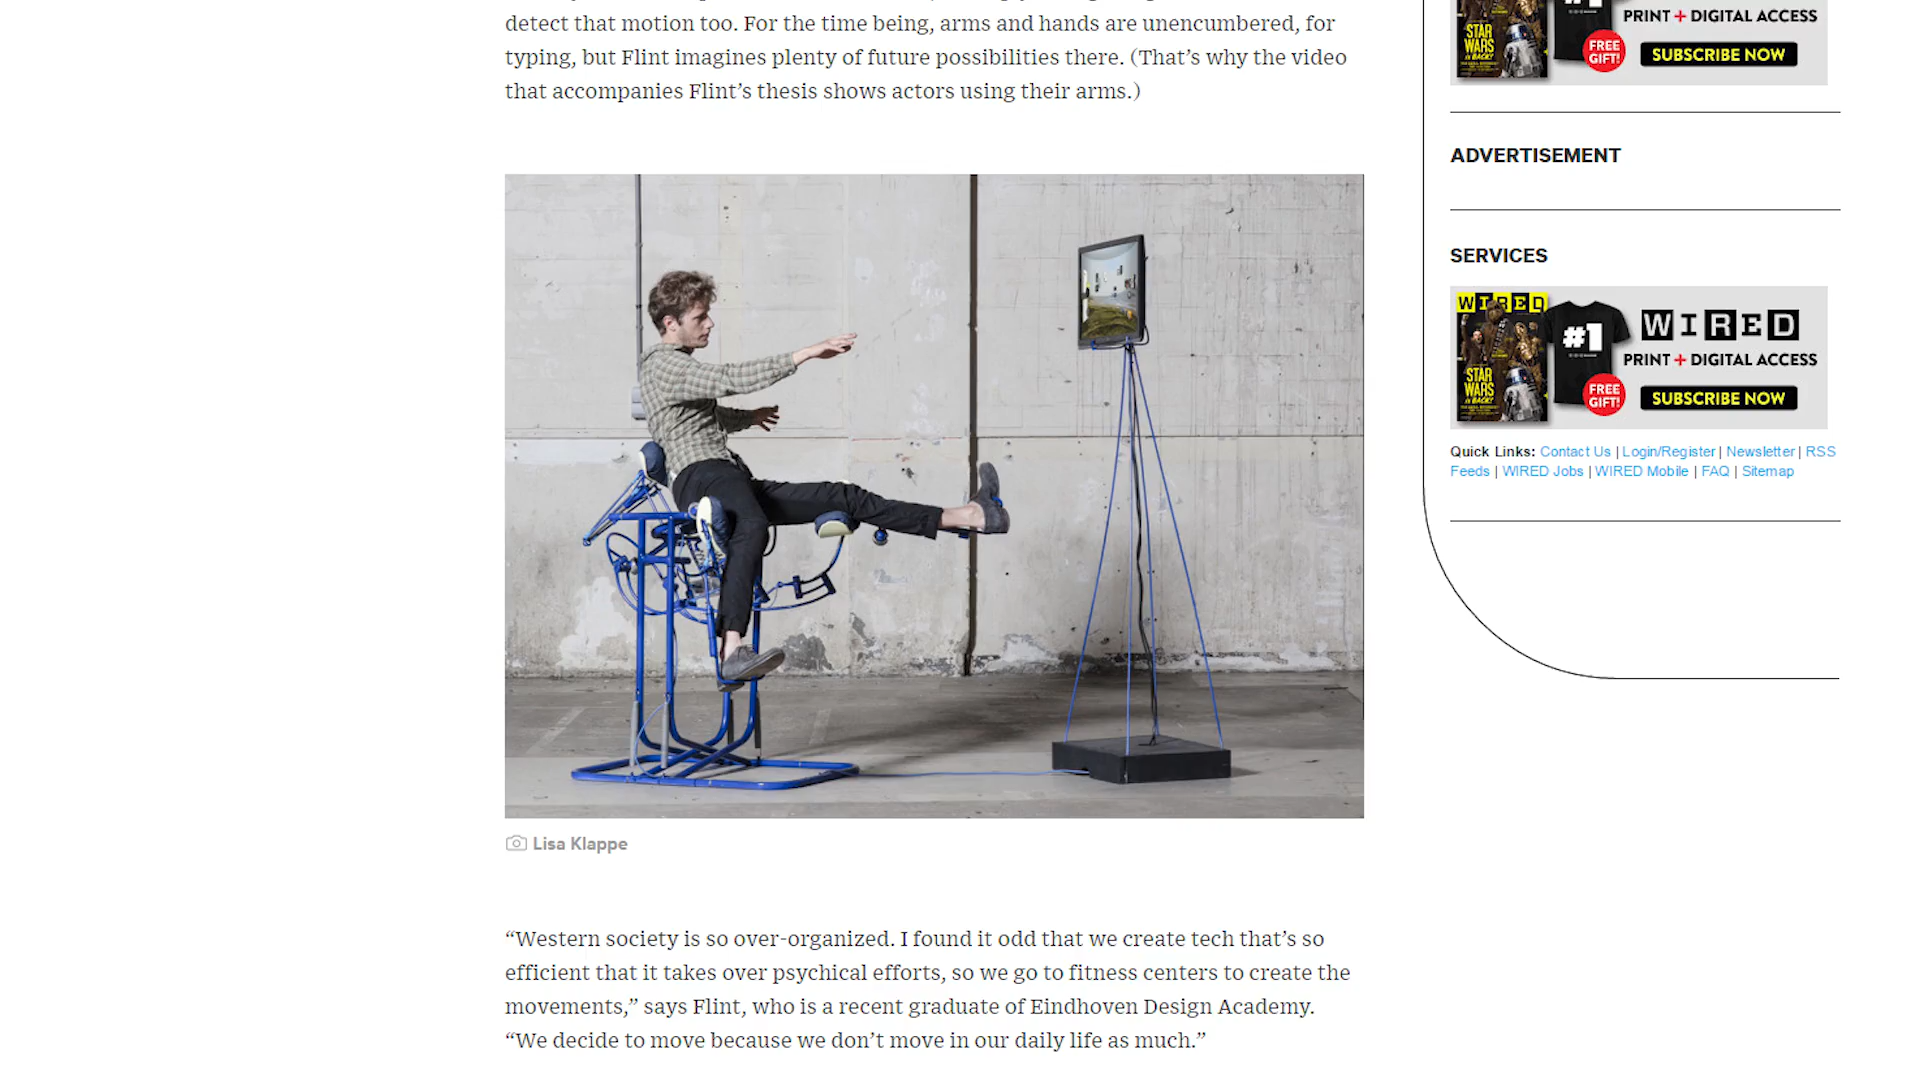 detect that motion too. For the time being, arms and hands are unencumbered, for
typing, but Flint imagines plenty of future possibilities there. (That’s why the video
that accompanies Flint’s thesis shows actors using their arms.)
Lisa Klappe
“Western society is so over-organized. I found it odd that we create tech that’s so
efficient that it takes over psychical efforts, so we go to fitness centers to create the
movements,” says Flint, who is a recent graduate of Eindhoven Design Academy.
“We decide to move because we don’t move in our daily life as much.”
PRINT + DIGITAL ACCESS
STAR
WARS
IS BACK!
FREE
GIFT!
SUBSCRIBE NOW
ADVERTISEMENT
SERVICES
WIRED
#1
WIRED
PRINT + DIGITAL ACCESS
STAR
WARS
IS BACK!
FREE
GIFT!
SUBSCRIBE NOW
Quick Links: Contact Us | Login/Register | Newsletter | RSS
Feeds | WIRED Jobs | WIRED Mobile | FAQ | Sitemap